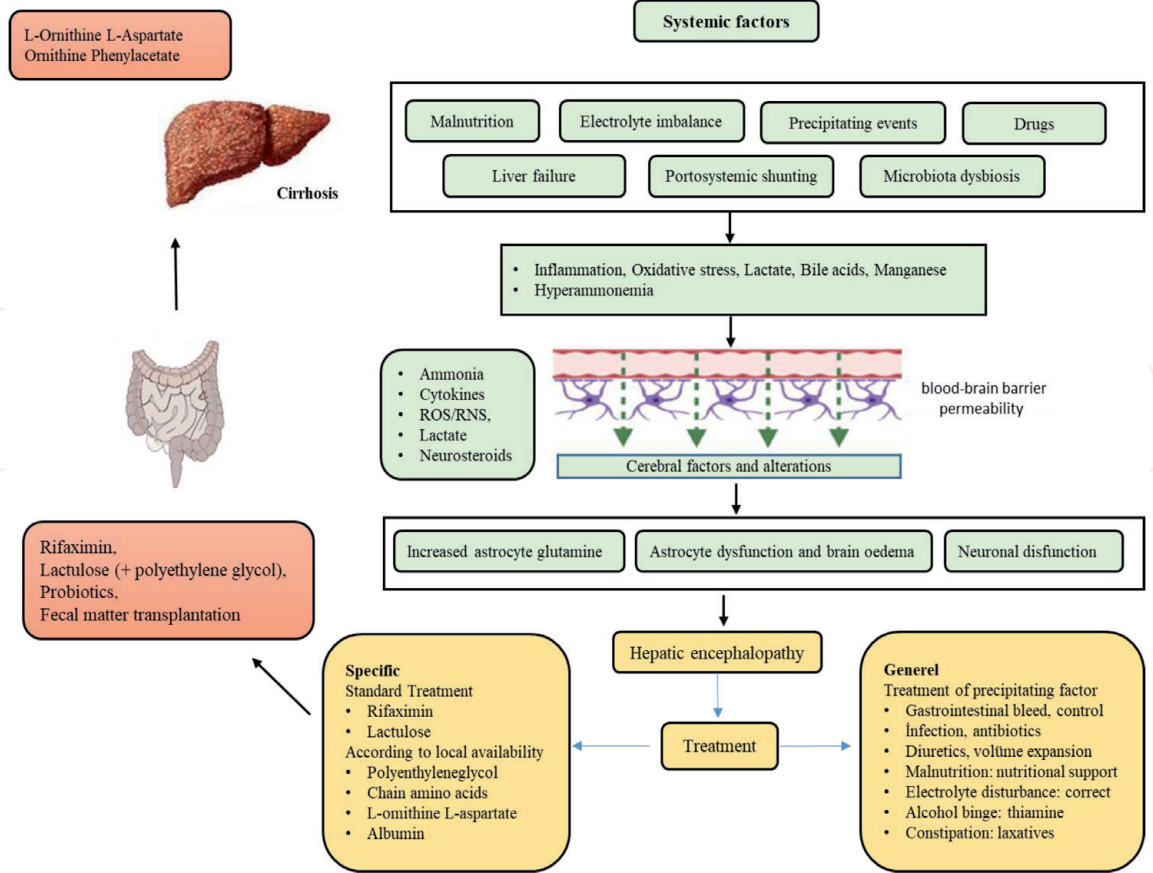 L-Ornithine L-Aspartate
Ornithine Phenylacetate
Cirrhosis
Systemic factors
Malnutrition
Electrolyte imbalance
Precipitating events
Drugs
Liver failure
Portosystemic shunting
Microbiota dysbiosis
• Inflammation, Oxidative stress, Lactate, Bile acids, Manganese
• Hyperammonemia
• Ammonia
• Cytokines
• ROS/RNS,
• Lactate
• Neurosteroids
blood-brain barrier
permeability
Cerebral factors and alterations
Increased astrocyte glutamine
Astrocyte dysfunction and brain oedema
Neuronal disfunction
Rifaximin,
Lactulose (+ polyethylene glycol),
Probiotics,
Fecal matter transplantation
Hepatic encephalopathy
Treatment
Specific
Standard Treatment
• Rifaximin
• Lactulose
According to local availability
• Polyenthyleneglycol
• Chain amino acids
• L-omithine L-aspartate
• Albumin
Generel
Treatment of precipitating factor
• Gastrointestinal bleed, control
• İnfection, antibiotics
• Diuretics, volüme expansion
• Malnutrition: nutritional support
• Electrolyte disturbance: correct
• Alcohol binge: thiamine
• Constipation: laxatives